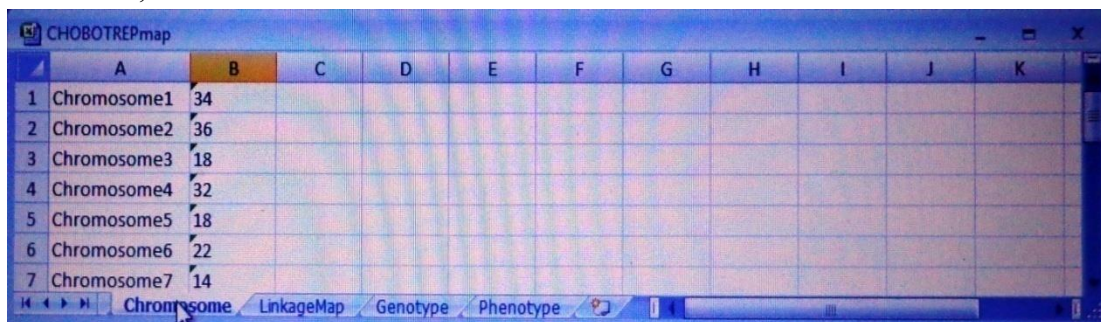 CHOBOTREPmap
A B C D E F G H I J K
1 Chromosome1 34
2 Chromosome2 36
3 Chromosome3 18
4 Chromosome4 32
5 Chromosome5 18
6 Chromosome6 22
7 Chromosome7 14
Chromosome LinkageMap Genotype Phenotype